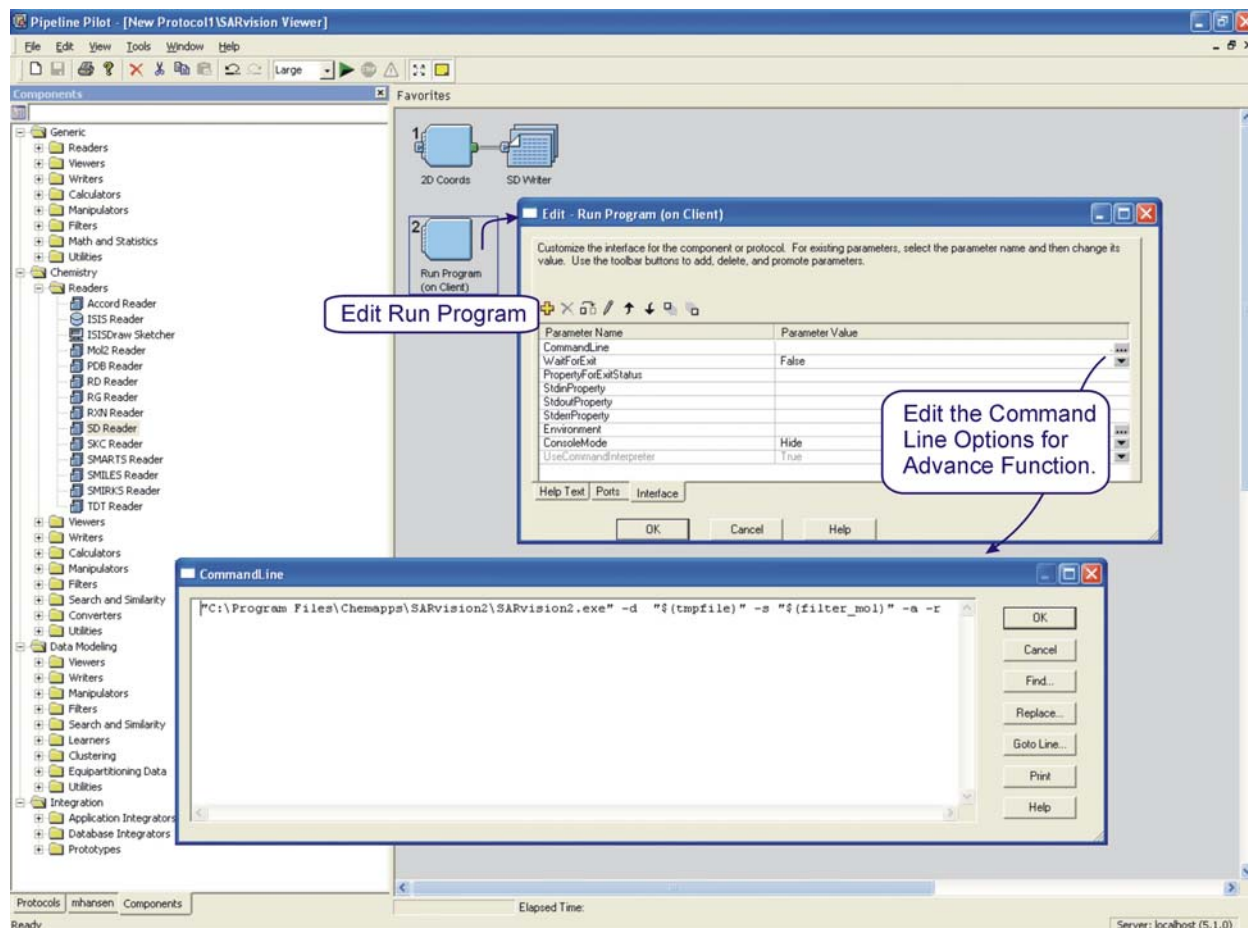 Pipeline Pilot - [New Protocol1\SARvision Viewer]
File Edit View Tools Window Help
Large
Components
Favorites
Generic
Readers
Viewers
Writers
Calculators
Manipulators
Filters
Math and Statistics
Utilities
Chemistry
Readers
Accord Reader
ISIS Reader
ISISDraw Sketcher
Mol2 Reader
PDB Reader
RD Reader
RG Reader
RXN Reader
SD Reader
SKC Reader
SMARTS Reader
SMILES Reader
SMIRKS Reader
TDT Reader
Viewers
Writers
Calculators
Manipulators
Filters
Search and Similarity
Converters
Utilities
Data Modeling
Viewers
Writers
Manipulators
Filters
Search and Similarity
Learners
Clustering
Equipartitioning Data
Utilities
Integration
Application Integrators
Database Integrators
Prototypes
Protocols mhansen Components
Ready
1
2D Coords SD Writer
2
Run Program
(on Client)
Edit Run Program
Edit - Run Program (on Client)
Customize the interface for the component or protocol. For existing parameters, select the parameter name and then change its
value. Use the toolbar buttons to add, delete, and promote parameters.
Parameter Name Parameter Value
CommandLine
WaitForExit False
PropertyForExitStatus
StdinProperty
StdoutProperty
StderrProperty
Environment
ConsoleMode Hide
UseCommandInterpreter True
Help Text Ports Interface
OK Cancel Help
Edit the Command
Line Options for
Advance Function.
CommandLine
"C:\Program Files\Chemapps\SARvision2\SARvision2.exe" -d "$(tmpfile)" -s "$(filter_mol)" -a -r
OK
Cancel
Find...
Replace...
Goto Line...
Print
Help
Elapsed Time:
Server: localhost (5.1.0)